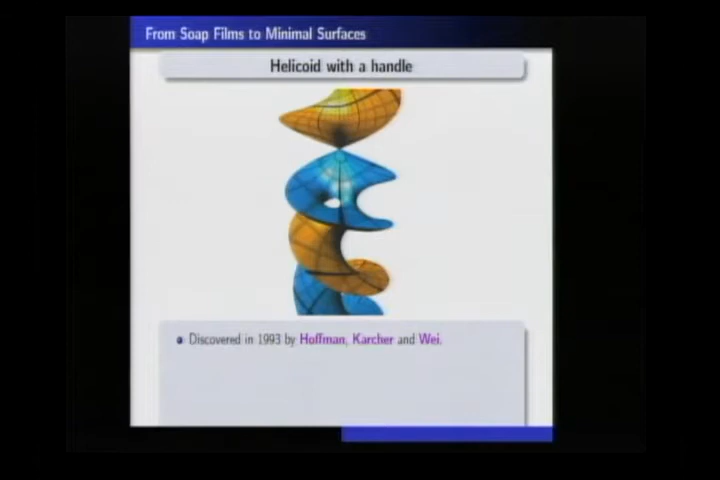 From Soap Films to Minimal Surfaces
Helicoid with a handle
Discovered in 1993 by Hoffman, Karcher and Wei.